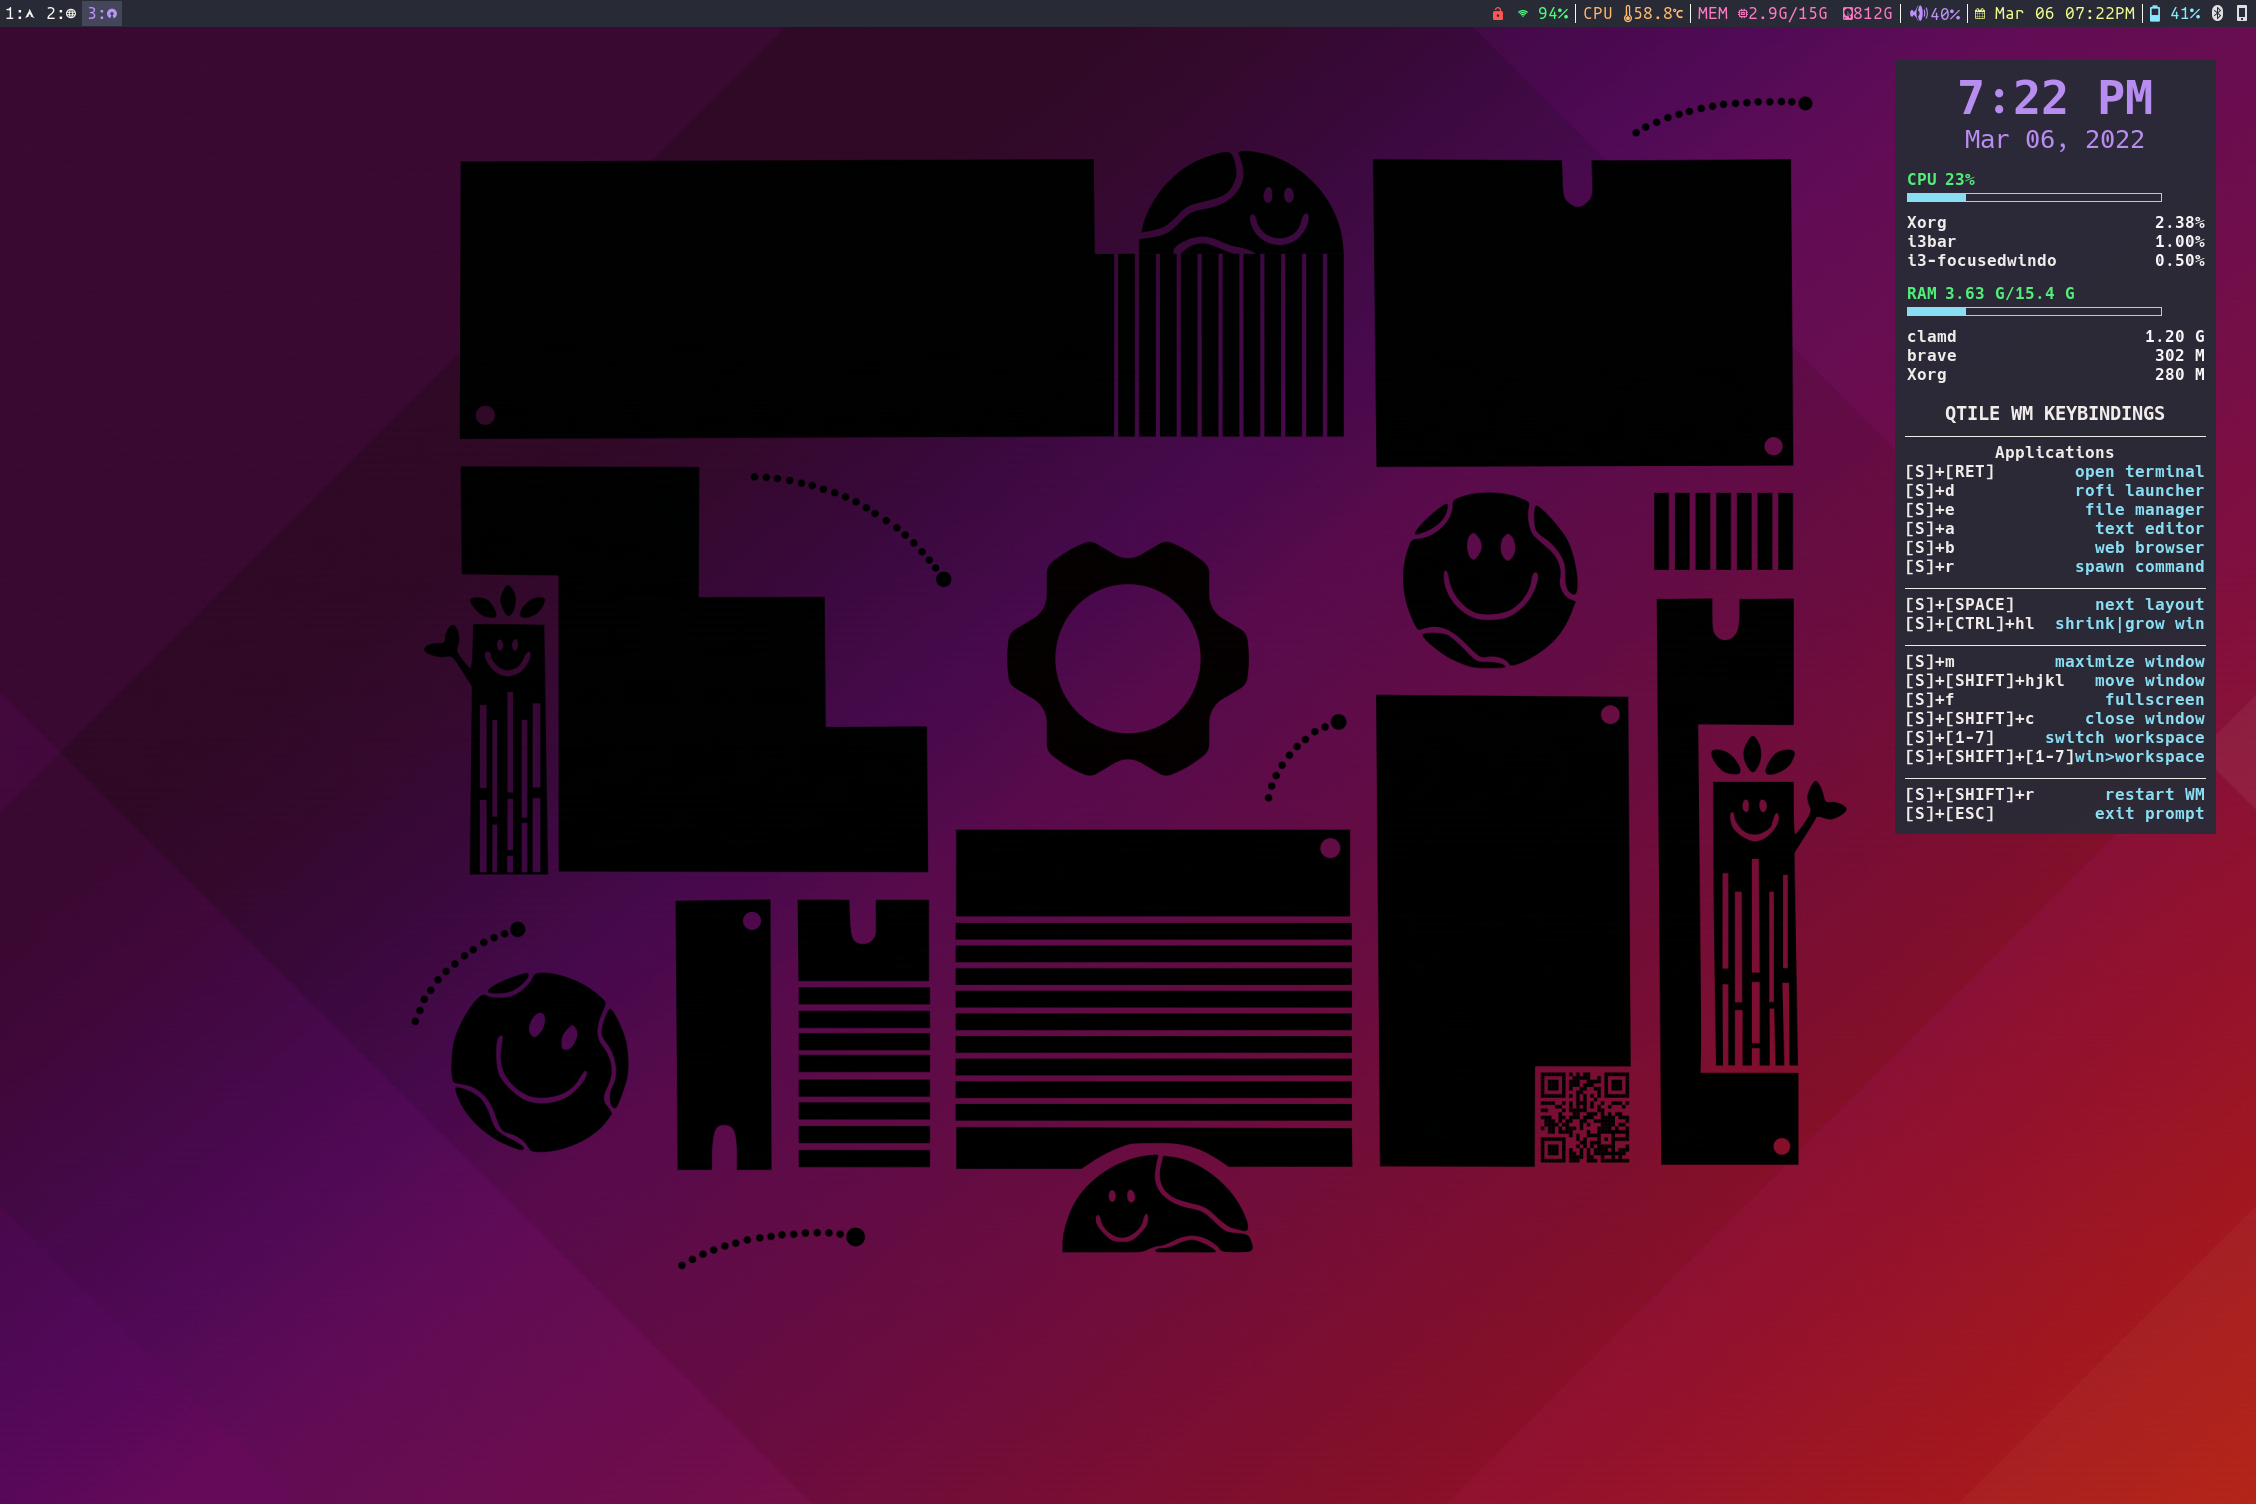 1: 2: 3:
94% CPU 58.8℃ MEM 2.9G/15G 812G 40% Mar 06 07:22PM 41%
7:22 PM
Mar 06, 2022
CPU 23%
Xorg 2.38%
i3bar 1.00%
i3-focusedwindo 0.50%
RAM 3.63 G/15.4 G
clamd 1.20 G
brave 302 M
Xorg 280 M
QTILE WM KEYBINDINGS
Applications
[S]+[RET] open terminal
[S]+d rofi launcher
[S]+e file manager
[S]+a text editor
[S]+b web browser
[S]+r spawn command
[S]+[SPACE] next layout
[S]+[CTRL]+hl shrink|grow win
[S]+m maximize window
[S]+[SHIFT]+hjkl move window
[S]+f fullscreen
[S]+[SHIFT]+c close window
[S]+[1-7] switch workspace
[S]+[SHIFT]+[1-7]win>workspace
[S]+[SHIFT]+r restart WM
[S]+[ESC] exit prompt